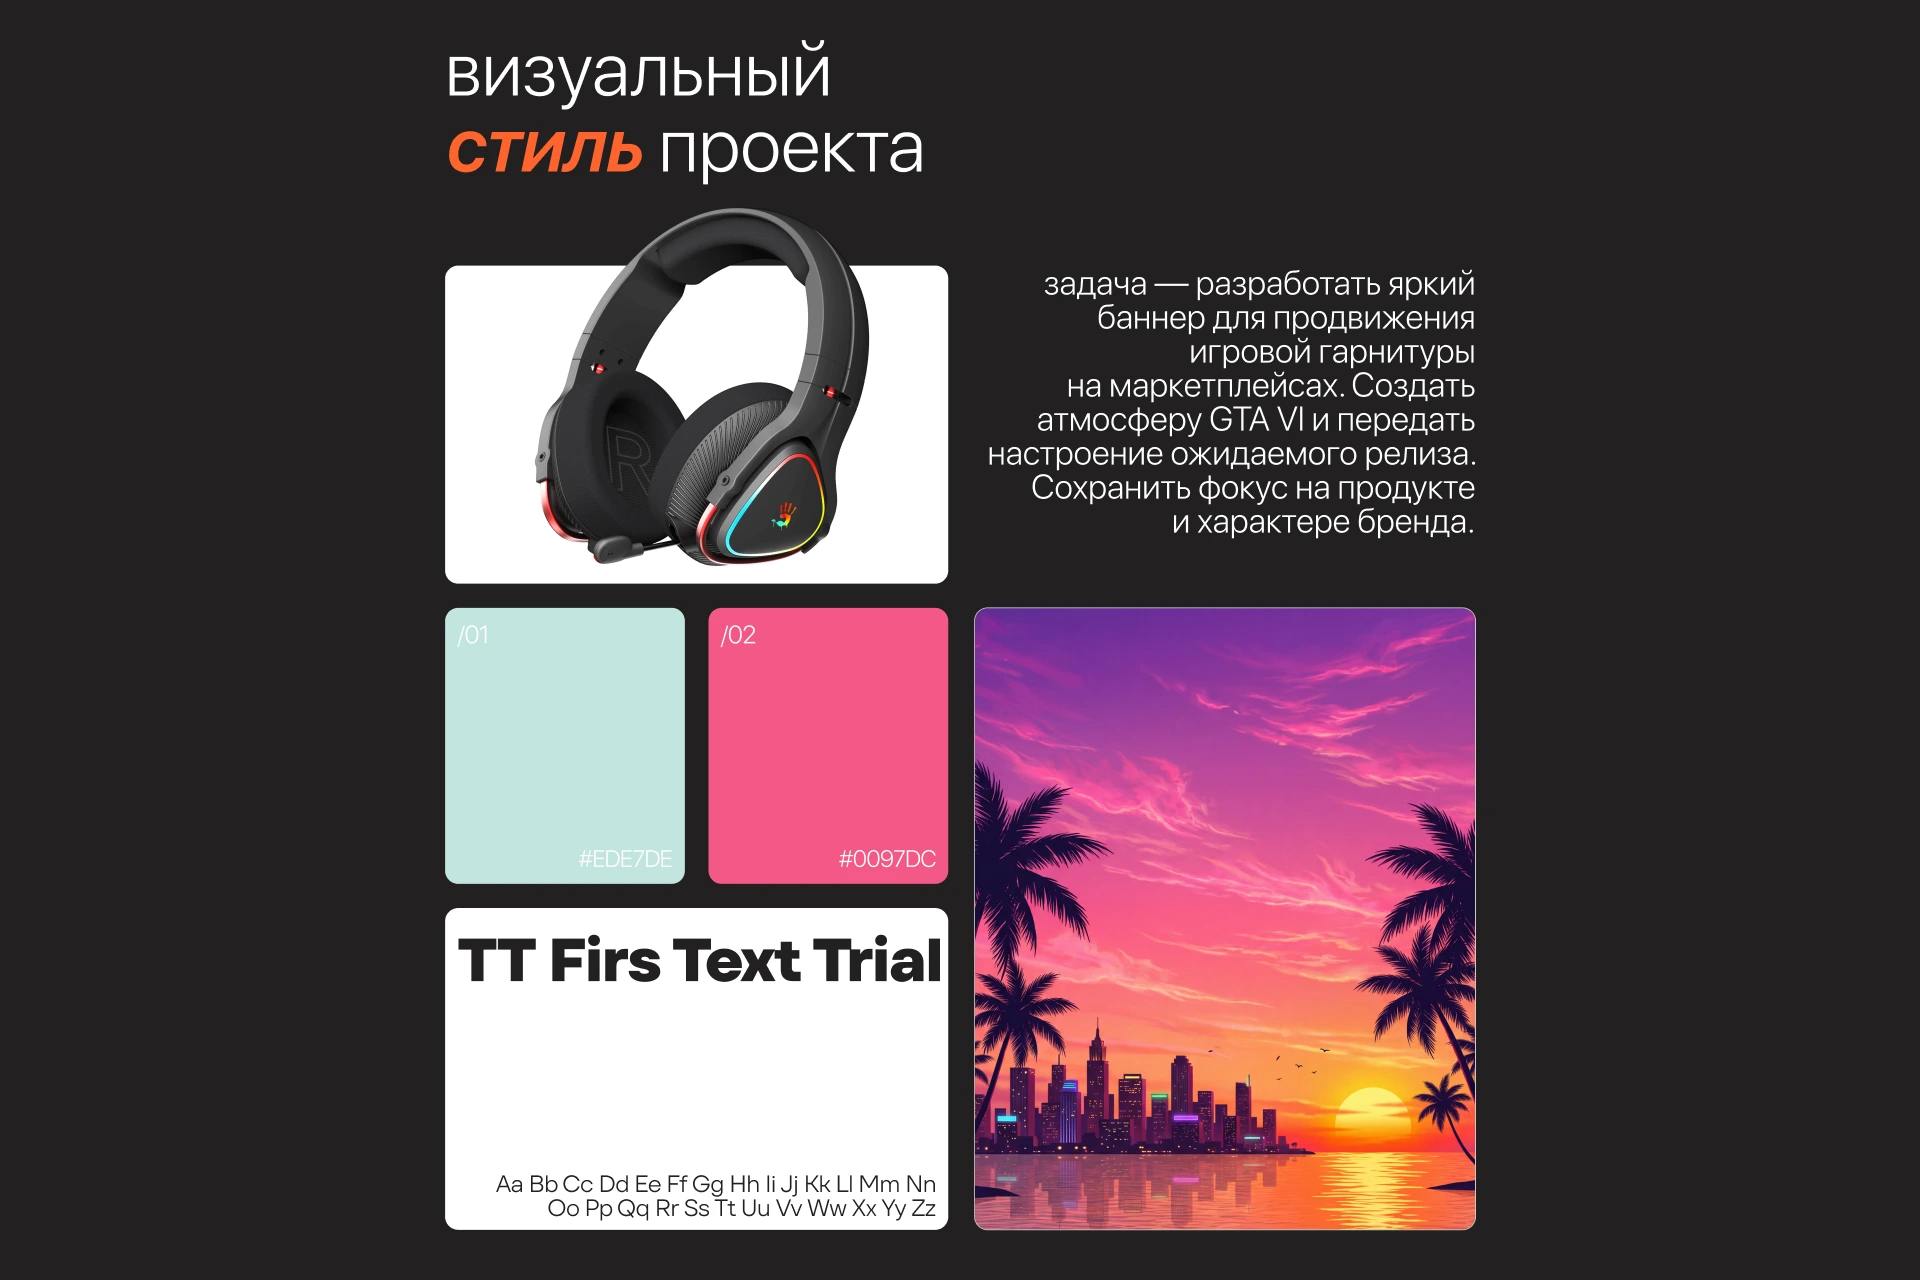 визуальный
стиль проекта
задача — разработать яркий
баннер для продвижения
игровой гарнитуры
на маркетплейсах. Создать
атмосферу GTA VI и передать
настроение ожидаемого релиза.
Сохранить фокус на продукте
и характере бренда.
R
/01
#EDE7DE
/02
#0097DC
TT Firs Text Trial
Aa Bb Cc Dd Ee Ff Gg Hh Ii Jj Kk Ll Mm Nn
Oo Pp Qq Rr Ss Tt Uu Vv Ww Xx Yy Zz